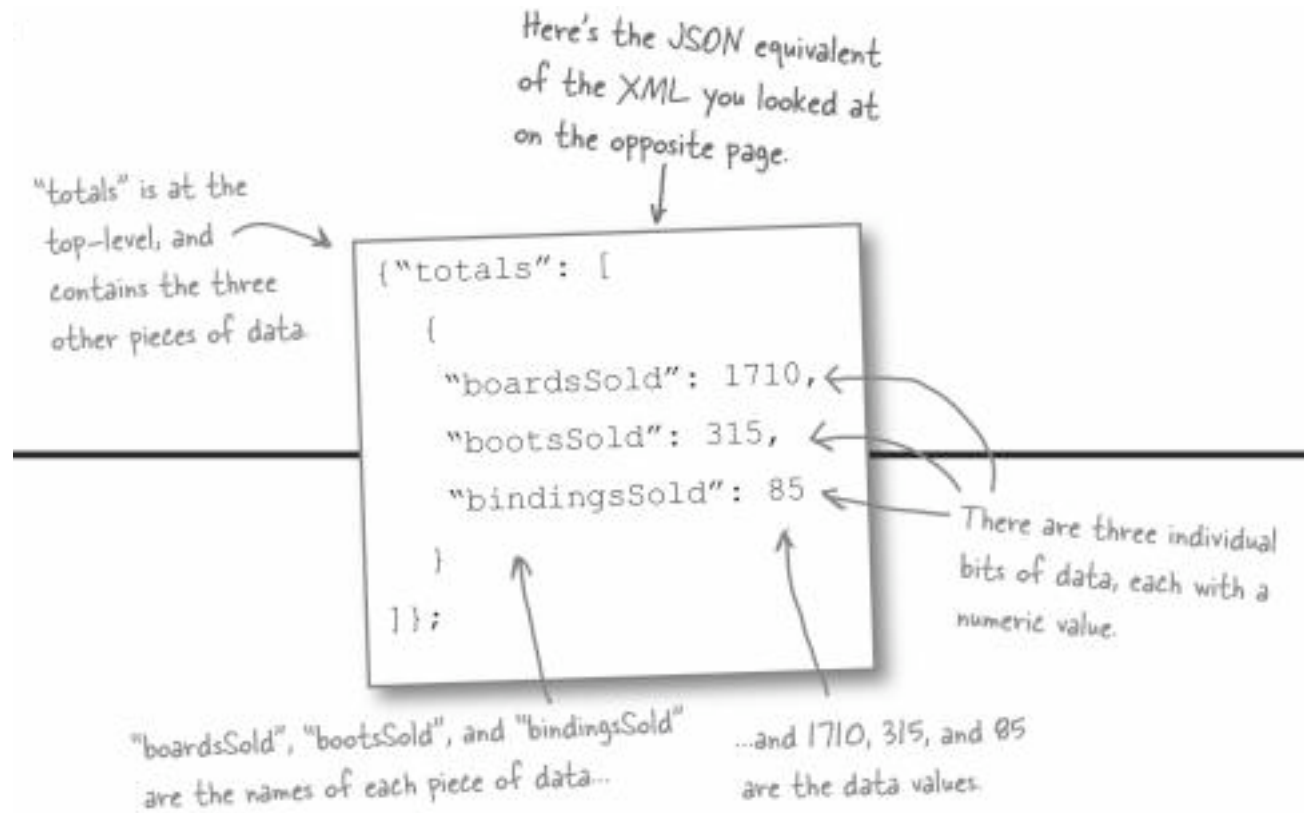 Here's the JSON equivalent
of the XML you looked at
on the opposite page.
"totals" is at the
top-level, and
contains the three
other pieces of data.
{"totals": [
{
"boardsSold": 1710,
"bootsSold": 315,
"bindingsSold": 85
}
]};
There are three individual
bits of data, each with a
numeric value.
"boardsSold", "bootsSold", and "bindingsSold"
are the names of each piece of data...
...and 1710, 315, and 85
are the data values.